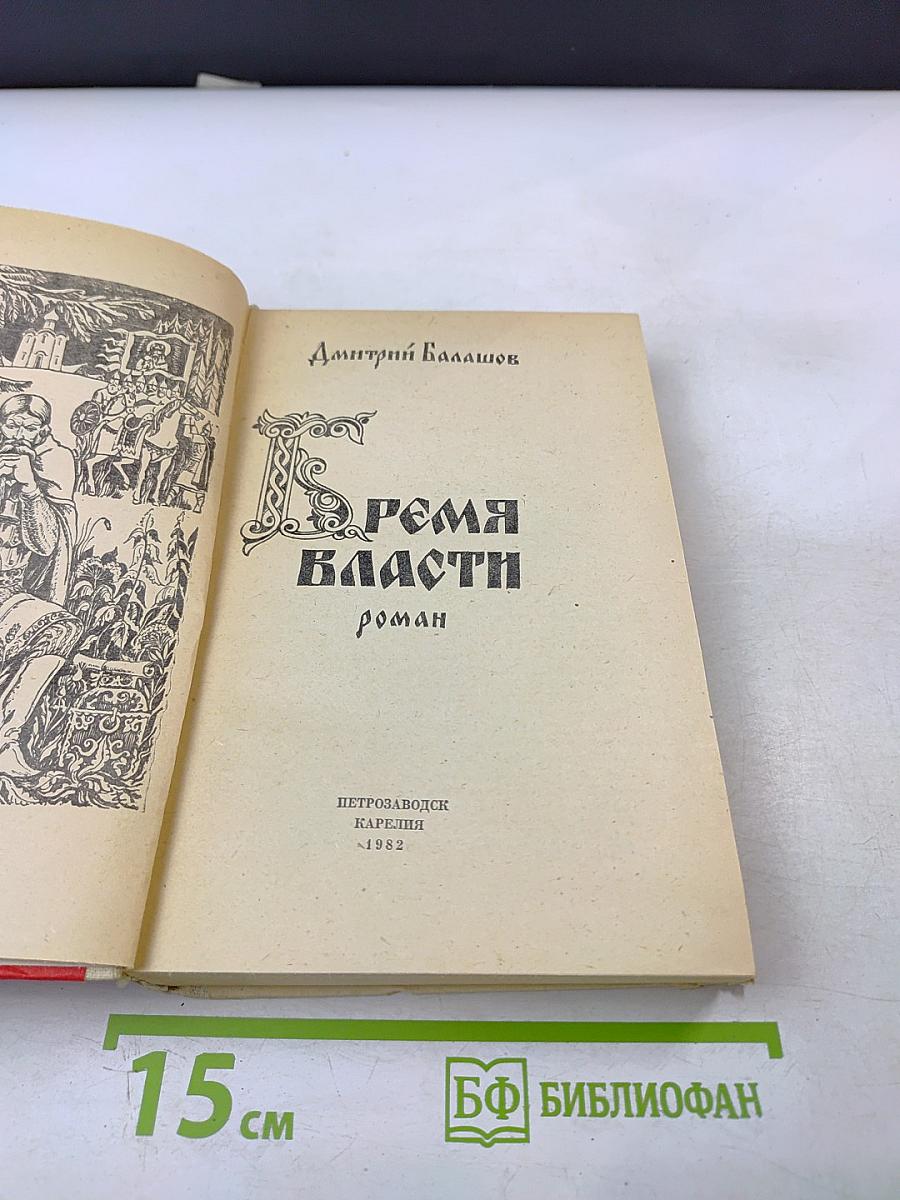 Дмитрий Балашов
Бремя
власти
роман
ПЕТРОЗАВОДСК
КАРЕЛИЯ
1982
15 см
БФ БИБЛИОФАН